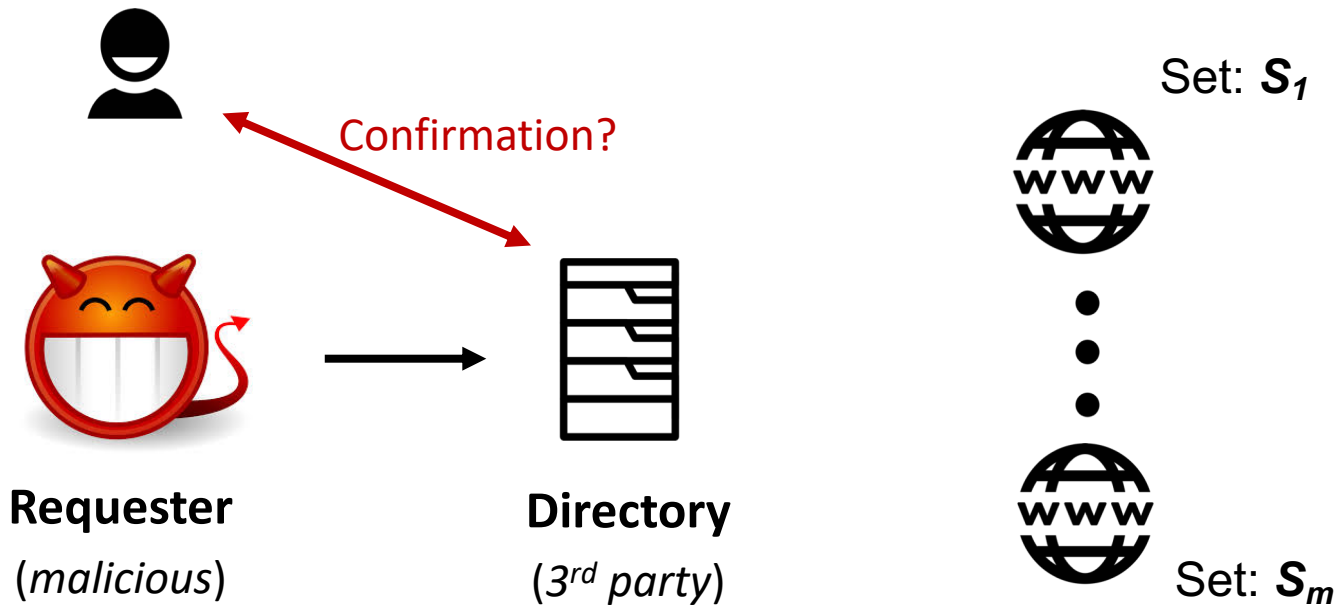 Set: S1
Confirmation?
www
www
Requester
Directory
(malicious)
(3rd party)
Set: Sm